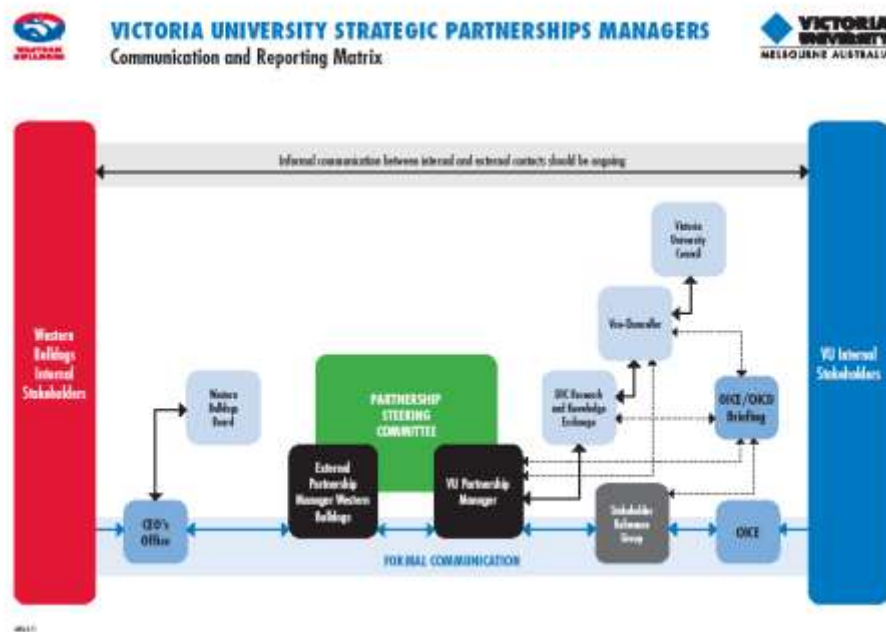 WESTERN
BULLDOGS
VICTORIA UNIVERSITY STRATEGIC PARTNERSHIPS MANAGERS
Communication and Reporting Matrix
VICTORIA
UNIVERSITY
MELBOURNE AUSTRALIA
Informal communication between internal and external contacts should be ongoing
Victoria
University
Council
Vice-Chancellor
Western
Bulldogs
Internal
Stakeholders
VU Internal
Stakeholders
Western
Bulldogs
Board
PARTNERSHIP
STEERING
COMMITTEE
Research
and Knowledge
Exchange
OICE/OICD
Briefing
External
Partnership
Manager Western
Bulldogs
VU Partnership
Manager
Stakeholder
Reference
Group
CEO's
Office
OICE
FORMAL COMMUNICATION